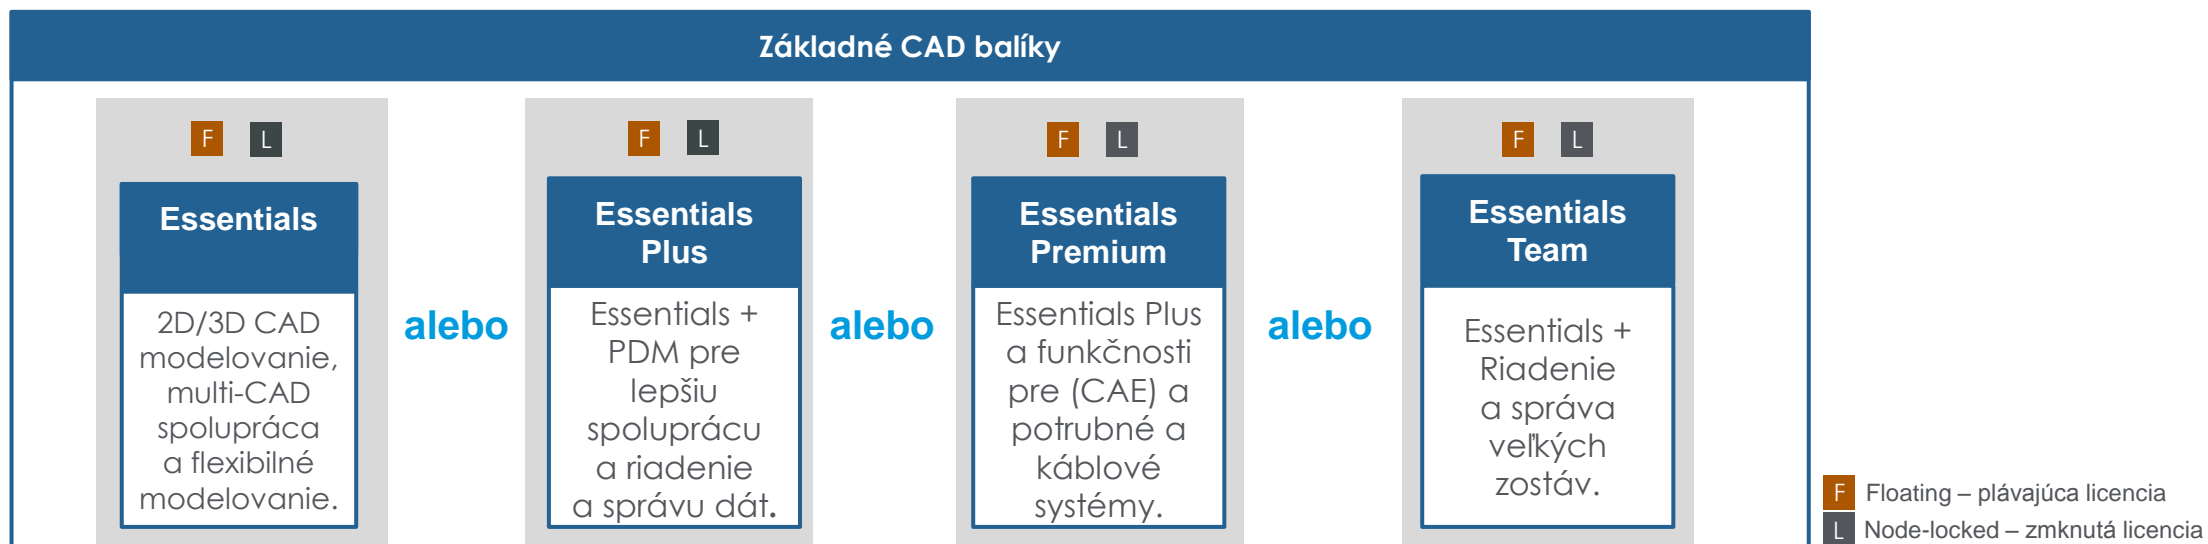 Základné CAD balíky
F L
Essentials
2D/3D CAD
modelovanie,
multi-CAD
spolupráca
a flexibilné
modelovanie.
alebo
F L
Essentials
Plus
Essentials +
PDM pre
lepšiu
spoluprácu
a riadenie
a správu dát.
alebo
F L
Essentials
Premium
Essentials Plus
a funkčnosti
pre (CAE) a
potrubné a
káblové
systémy.
alebo
F L
Essentials
Team
Essentials +
Riadenie
a správa
veľkých
zostáv.
F Floating – plávajúca licencia
L Node-locked – zmknutá licencia